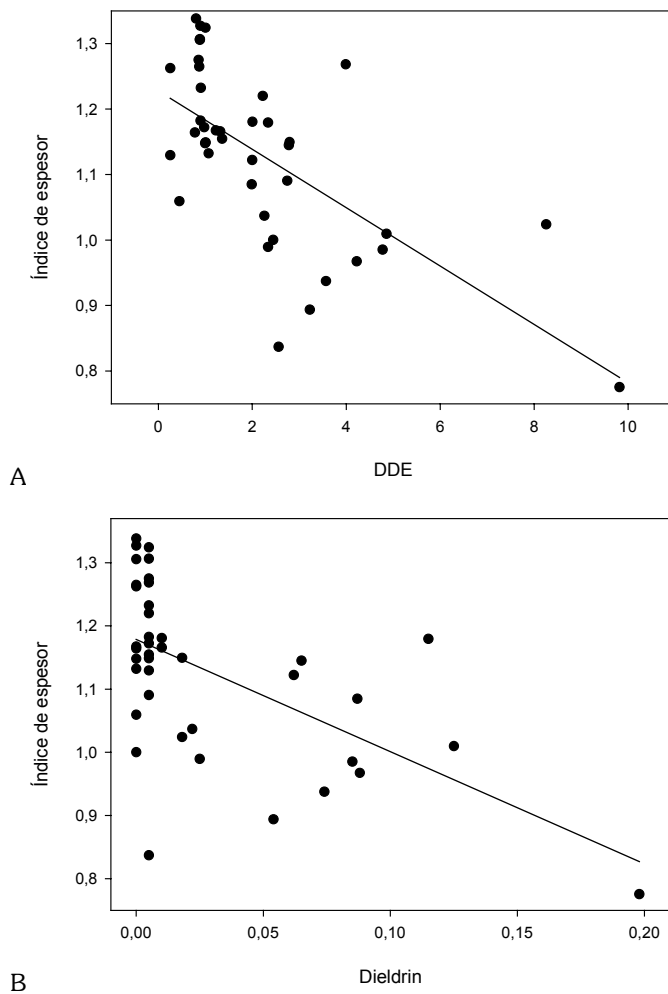 1,3
1,2
1,1
1,0
0,9
0,8
Índice de espesor
0 2 4 6 8 10
DDE
A
1,3
1,2
1,1
1,0
0,9
0,8
Índice de espesor
0,00 0,05 0,10 0,15 0,20
Dieldrin
B